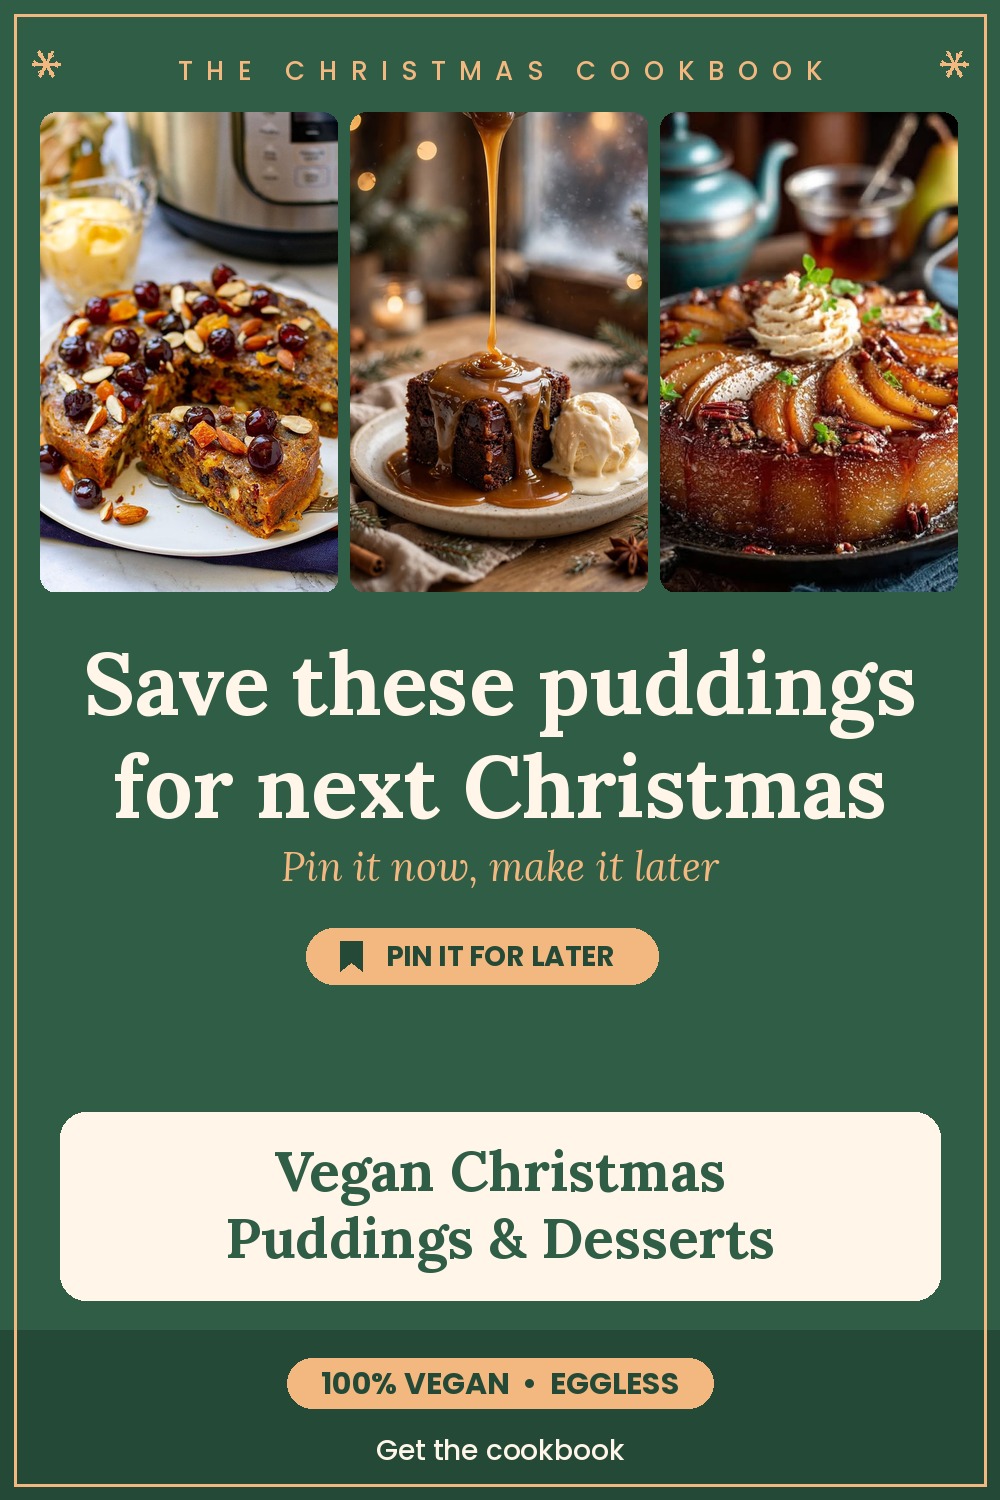 THE CHRISTMAS COOKBOOK
Save these puddings
for next Christmas
Pin it now, make it later
PIN IT FOR LATER
Vegan Christmas
Puddings & Desserts
100% VEGAN • EGGLESS
Get the cookbook